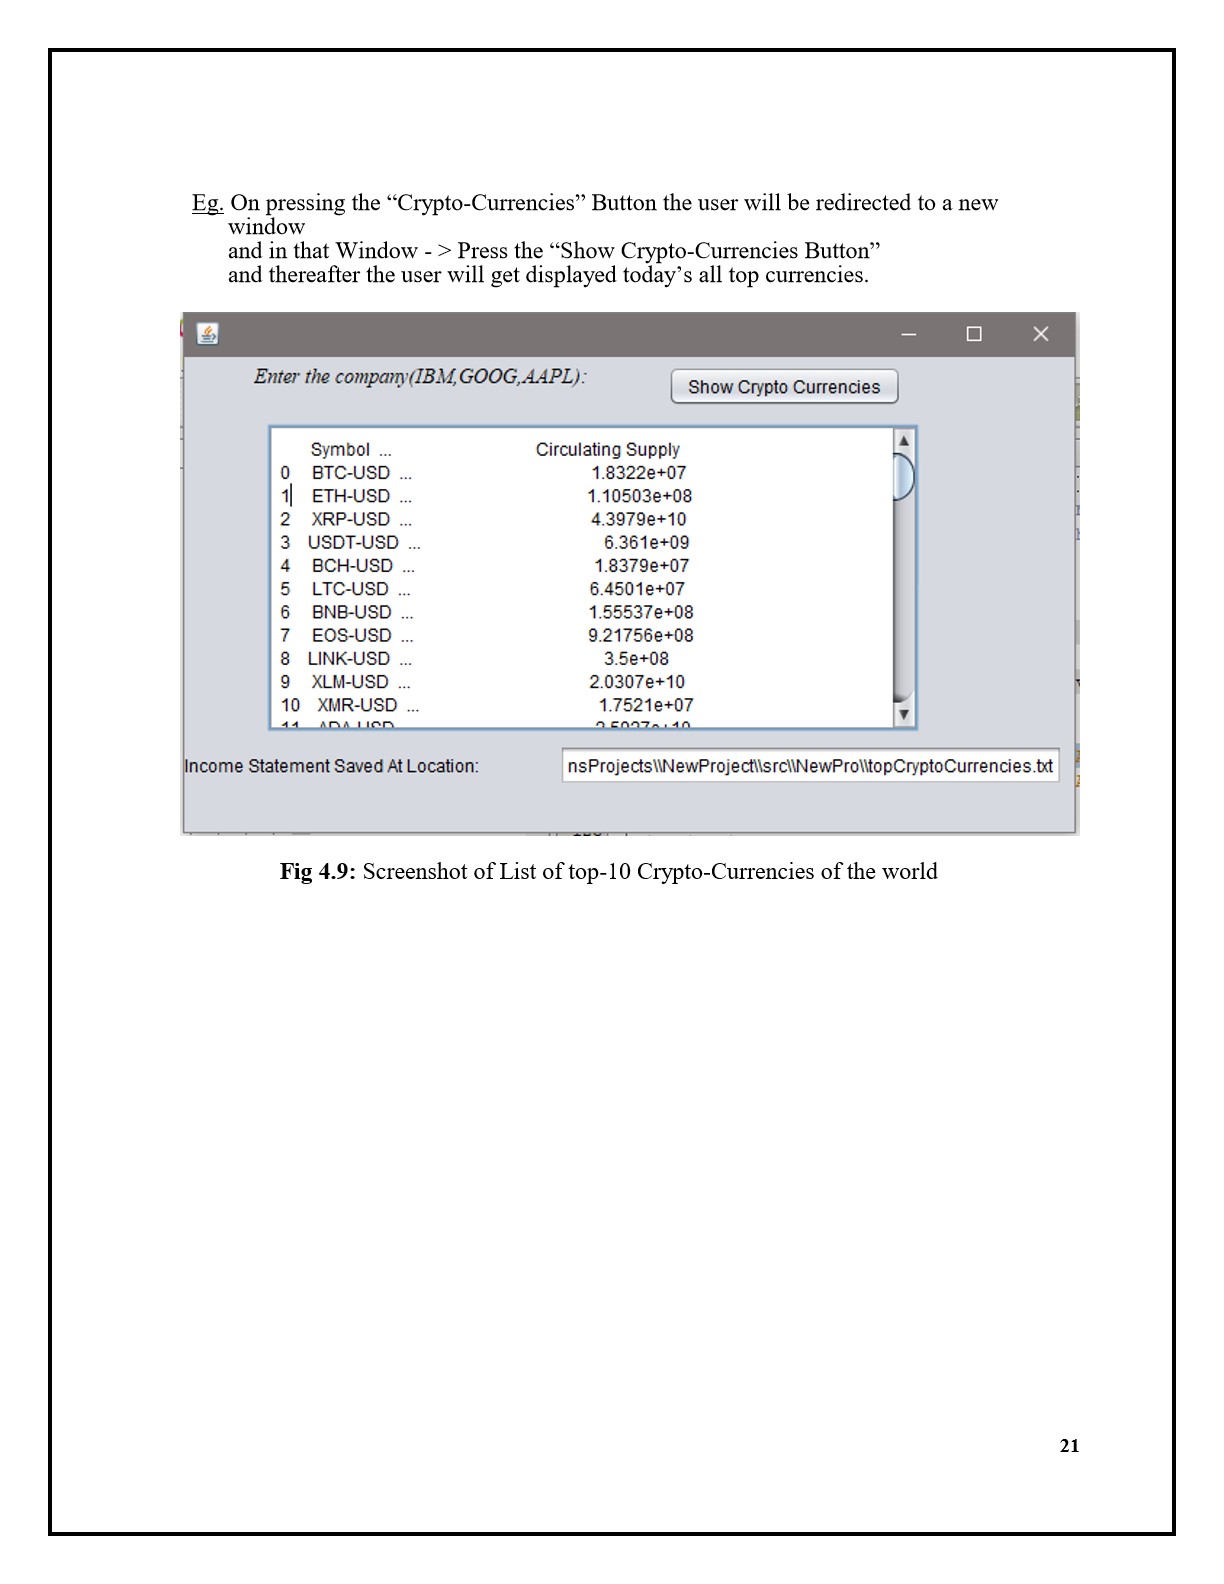 Eg. On pressing the “Crypto-Currencies” Button the user will be redirected to a new
window
and in that Window - > Press the “Show Crypto-Currencies Button”
and thereafter the user will get displayed today’s all top currencies.
Enter the company(IBM,GOOG,AAPL):
Show Crypto Currencies
Symbol ... Circulating Supply
0 BTC-USD ... 1.8322e+07
1 ETH-USD ... 1.10503e+08
2 XRP-USD ... 4.3979e+10
3 USDT-USD ... 6.361e+09
4 BCH-USD ... 1.8379e+07
5 LTC-USD ... 6.4501e+07
6 BNB-USD ... 1.55537e+08
7 EOS-USD ... 9.21756e+08
8 LINK-USD ... 3.5e+08
9 XLM-USD ... 2.0307e+10
10 XMR-USD ... 1.7521e+07
11 ADA-USD
Income Statement Saved At Location:
nsProjects\\NewProject\\src\\NewPro\\topCryptoCurrencies.txt
Fig 4.9: Screenshot of List of top-10 Crypto-Currencies of the world
21